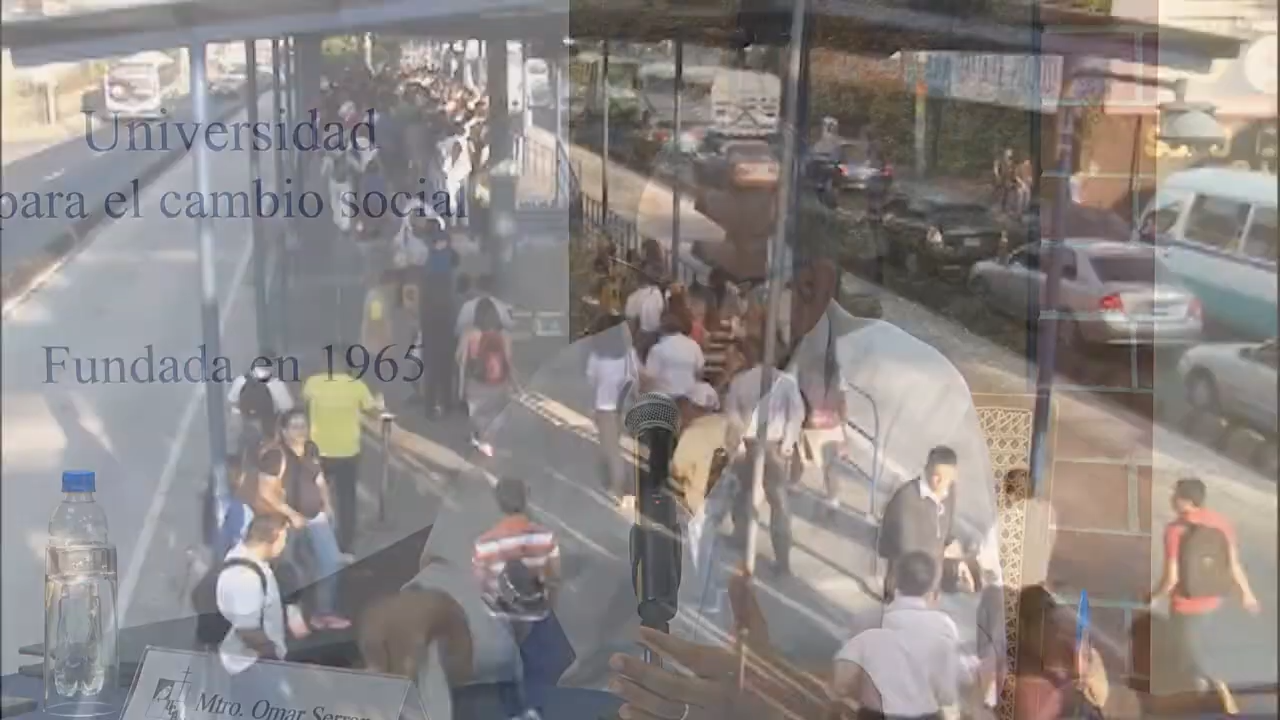 Universidad
para el cambio social
Fundada en 1965
Mtro. Omar